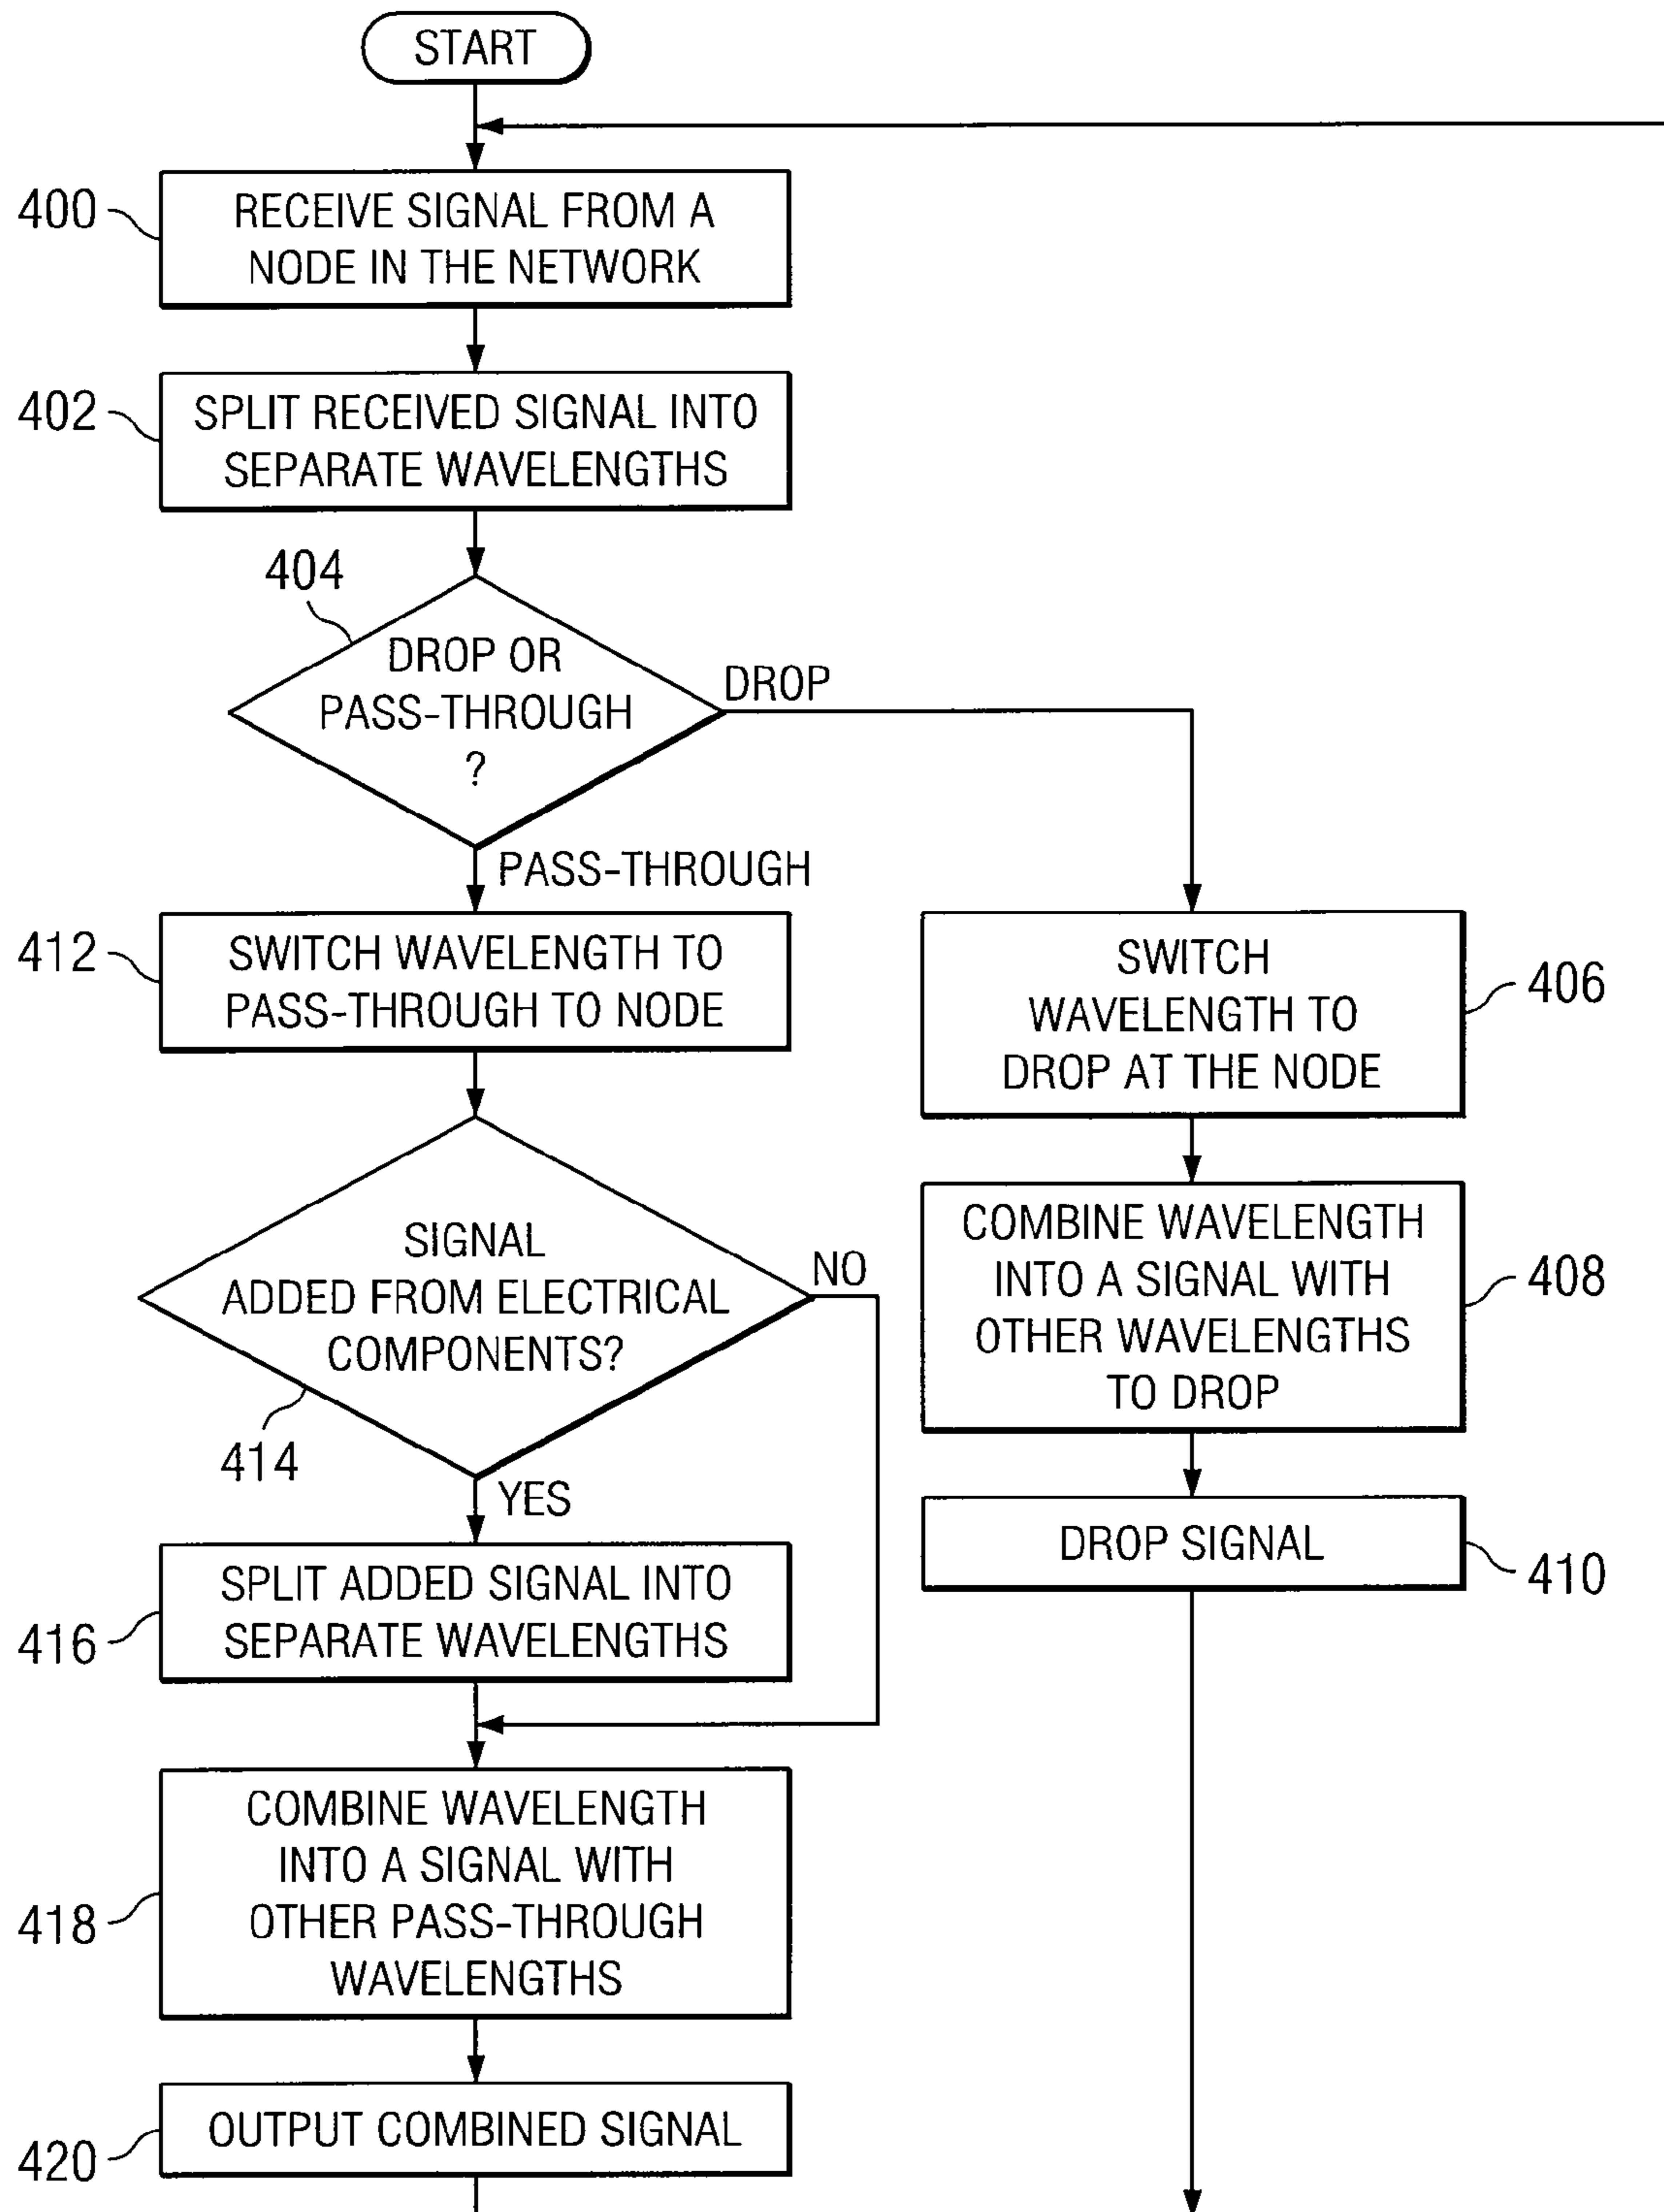 START
400
RECEIVE SIGNAL FROM A
NODE IN THE NETWORK
402
SPLIT RECEIVED SIGNAL INTO
SEPARATE WAVELENGTHS
404
DROP OR
PASS-THROUGH
?
DROP
PASS-THROUGH
412
SWITCH WAVELENGTH TO
PASS-THROUGH TO NODE
SWITCH
WAVELENGTH TO
DROP AT THE NODE
406
SIGNAL
ADDED FROM ELECTRICAL
COMPONENTS?
NO
414
YES
COMBINE WAVELENGTH
INTO A SIGNAL WITH
OTHER WAVELENGTHS
TO DROP
408
DROP SIGNAL
410
416
SPLIT ADDED SIGNAL INTO
SEPARATE WAVELENGTHS
418
COMBINE WAVELENGTH
INTO A SIGNAL WITH
OTHER PASS-THROUGH
WAVELENGTHS
420
OUTPUT COMBINED SIGNAL